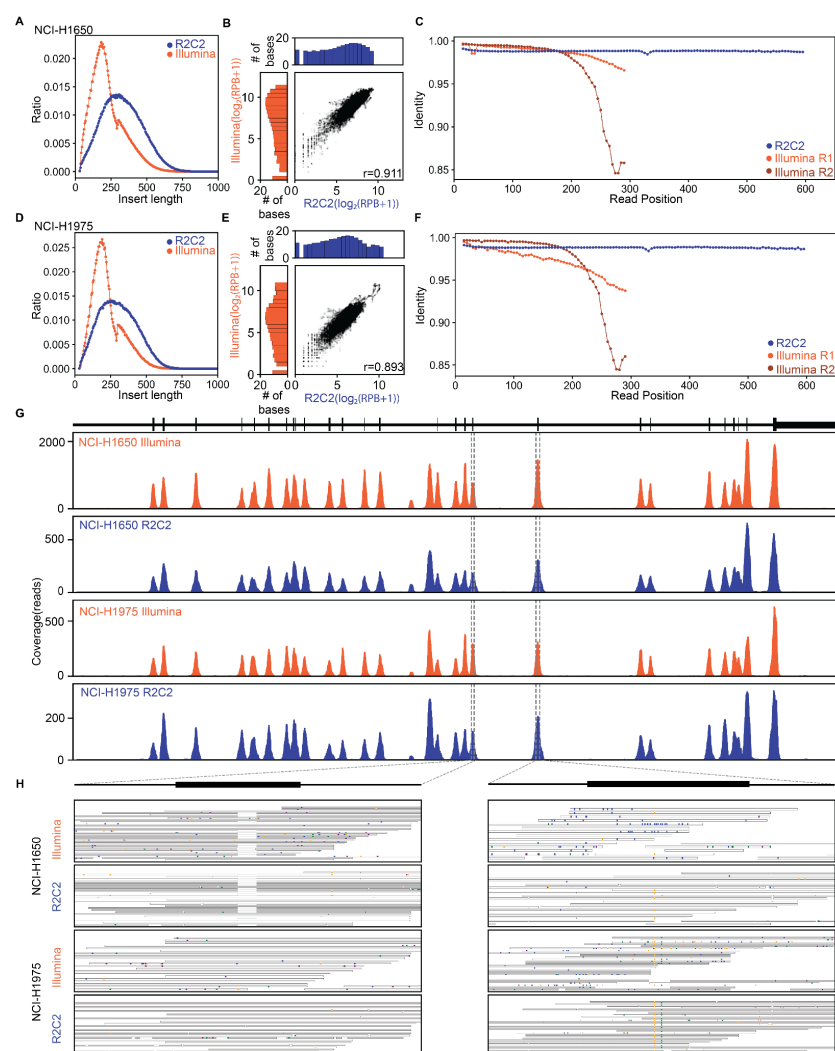 A
NCI-H1650
R2C2
Illumina
0.020
0.015
0.010
0.005
0.000
Ratio
0 250 500 750 1000
Insert length
B
# of bases
20
0
Illumina(log2(RPB+1))
10
5
0
r=0.911
20 0 0 5 10
# of bases
R2C2(log2(RPB+1))
C
1.00
0.95
0.90
0.85
Identity
R2C2
Illumina R1
Illumina R2
0 100 200 300 400 500 600
Read Position
D
NCI-H1975
R2C2
Illumina
0.025
0.020
0.015
0.010
0.005
0.000
Ratio
0 250 500 750 1000
Insert length
E
# of bases
20
0
Illumina(log2(RPB+1))
10
5
0
r=0.893
20 0 0 5 10
# of bases
R2C2(log2(RPB+1))
F
1.00
0.95
0.90
0.85
Identity
R2C2
Illumina R1
Illumina R2
0 100 200 300 400 500 600
Read Position
G
Coverage(reads)
2000
0
NCI-H1650 Illumina
500
0
NCI-H1650 R2C2
500
0
NCI-H1975 Illumina
200
0
NCI-H1975 R2C2
H
NCI-H1650
Illumina
R2C2
NCI-H1975
Illumina
R2C2